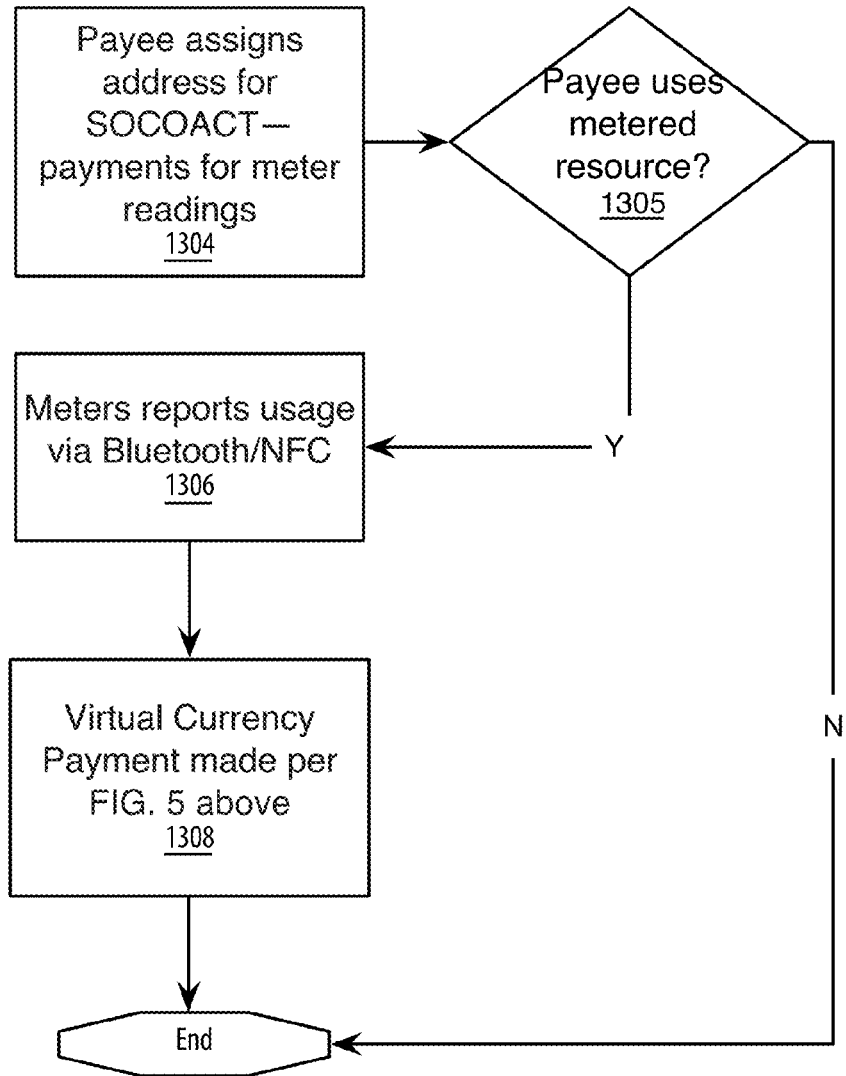 Payee assigns
address for
SOCOACT—
payments for meter
readings
1304
Payee uses
metered
resource?
1305
Meters reports usage
via Bluetooth/NFC
1306
Y
Virtual Currency
Payment made per
FIG. 5 above
1308
N
End